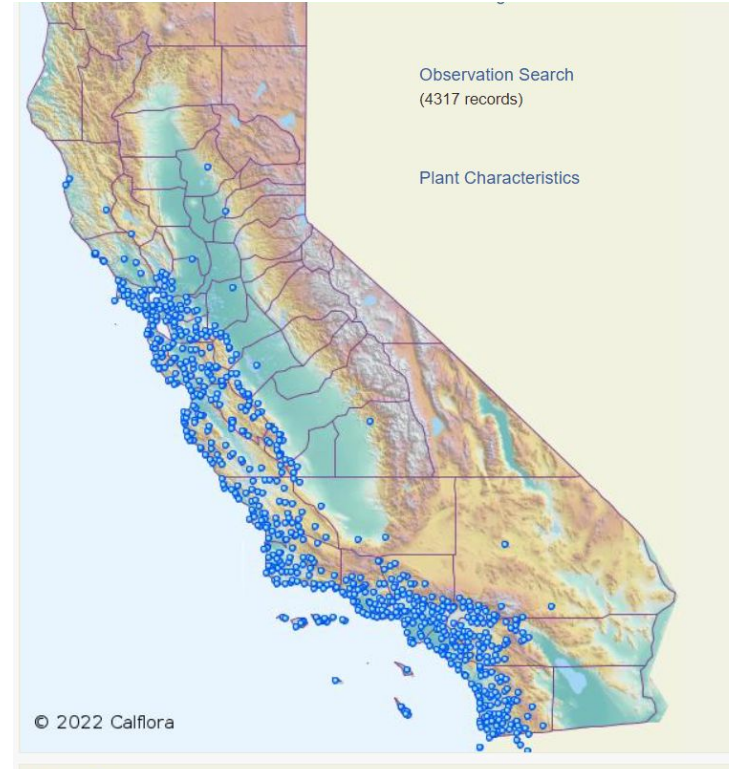 Observation Search
(4317 records)
Plant Characteristics
© 2022 Calflora